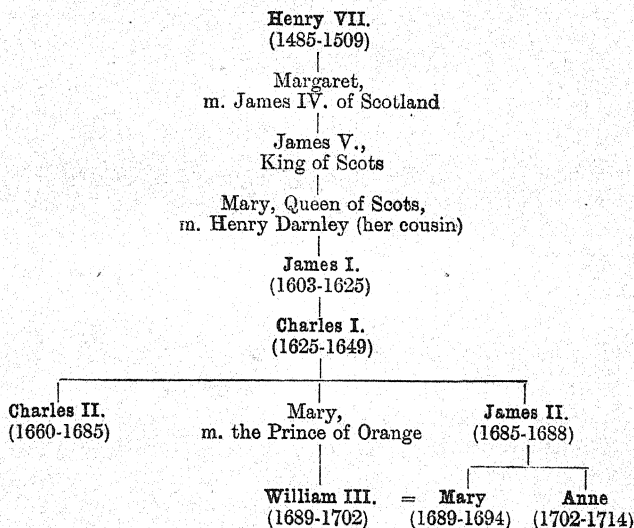 Henry VII.
(1485-1509)
Margaret,
m. James IV. of Scotland
James V.,
King of Scots
Mary, Queen of Scots,
m. Henry Darnley (her cousin)
James I.
(1603-1625)
Charles I.
(1625-1649)
Charles II.
(1660-1685)
Mary,
m. the Prince of Orange
James II.
(1685-1688)
William III. = Mary Anne
(1689-1702) (1689-1694) (1702-1714)